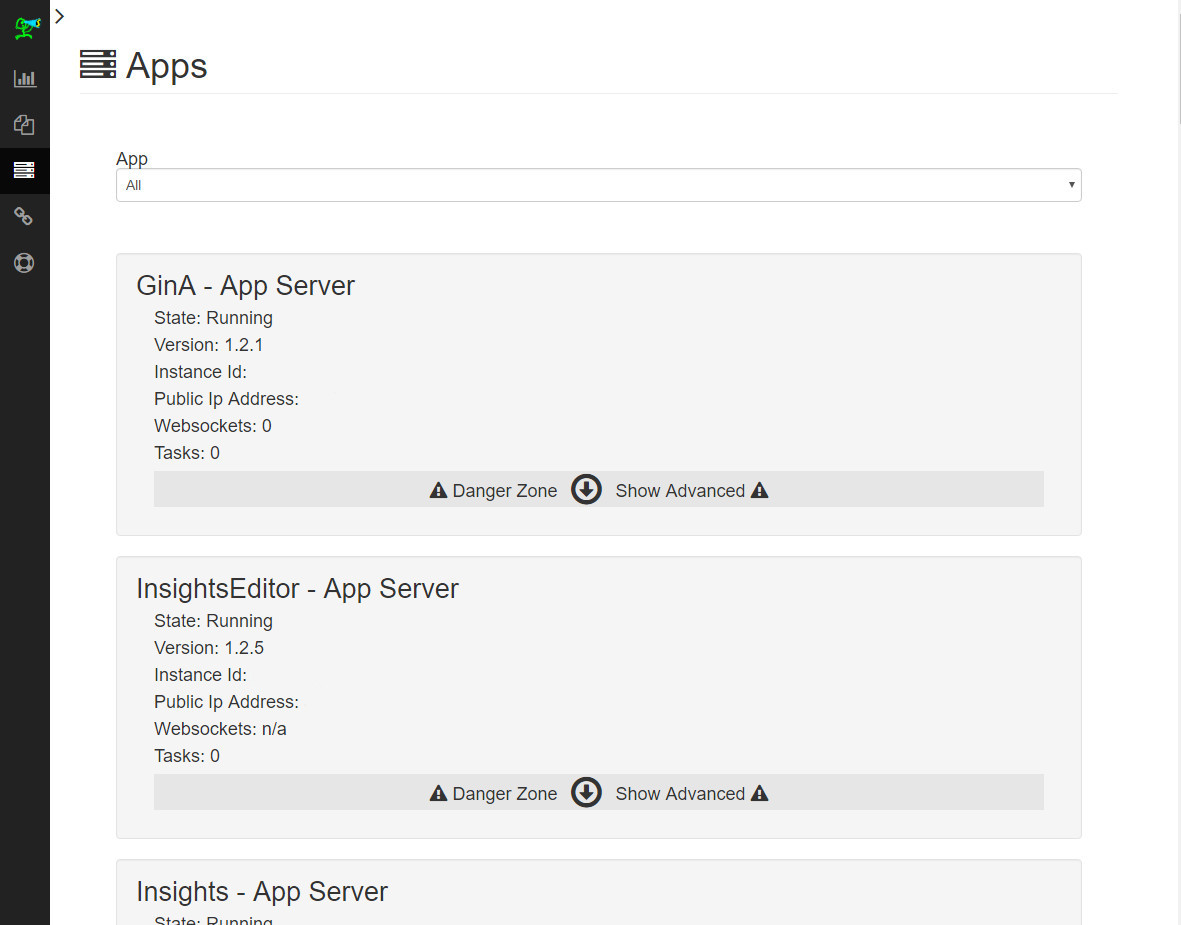 Apps
App
All
GinA - App Server
State: Running
Version: 1.2.1
Instance Id:
Public Ip Address:
Websockets: 0
Tasks: 0
Danger Zone Show Advanced
InsightsEditor - App Server
State: Running
Version: 1.2.5
Instance Id:
Public Ip Address:
Websockets: n/a
Tasks: 0
Danger Zone Show Advanced
Insights - App Server
State: Running